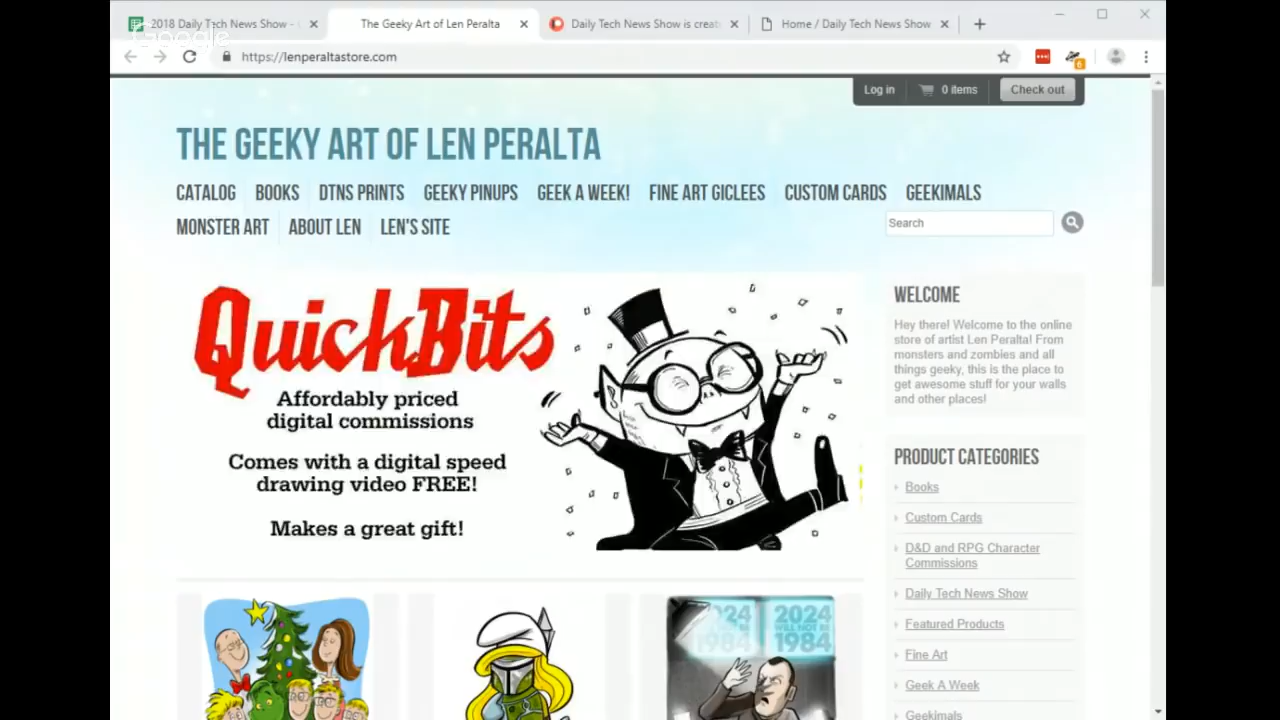 2018 Daily Tech News Show -
The Geeky Art of Len Peralta
Daily Tech News Show is creat
Home / Daily Tech News Show
Google
https://lenperaltastore.com
6
Log in
0 items
Check out
THE GEEKY ART OF LEN PERALTA
CATALOG BOOKS DTNS PRINTS GEEKY PINUPS GEEK A WEEK! FINE ART GICLEES CUSTOM CARDS GEEKIMALS
MONSTER ART ABOUT LEN LEN'S SITE
Search
QuickBits
Affordably priced
digital commissions
Comes with a digital speed
drawing video FREE!
Makes a great gift!
WELCOME
Hey there! Welcome to the online
store of artist Len Peralta! From
monsters and zombies and all
things geeky, this is the place to
get awesome stuff for your walls
and other places!
PRODUCT CATEGORIES
Books
Custom Cards
D&D and RPG Character
Commissions
Daily Tech News Show
Featured Products
Fine Art
Geek A Week
Geekimals
2024
1984
2024
WILL NOT BE
1984